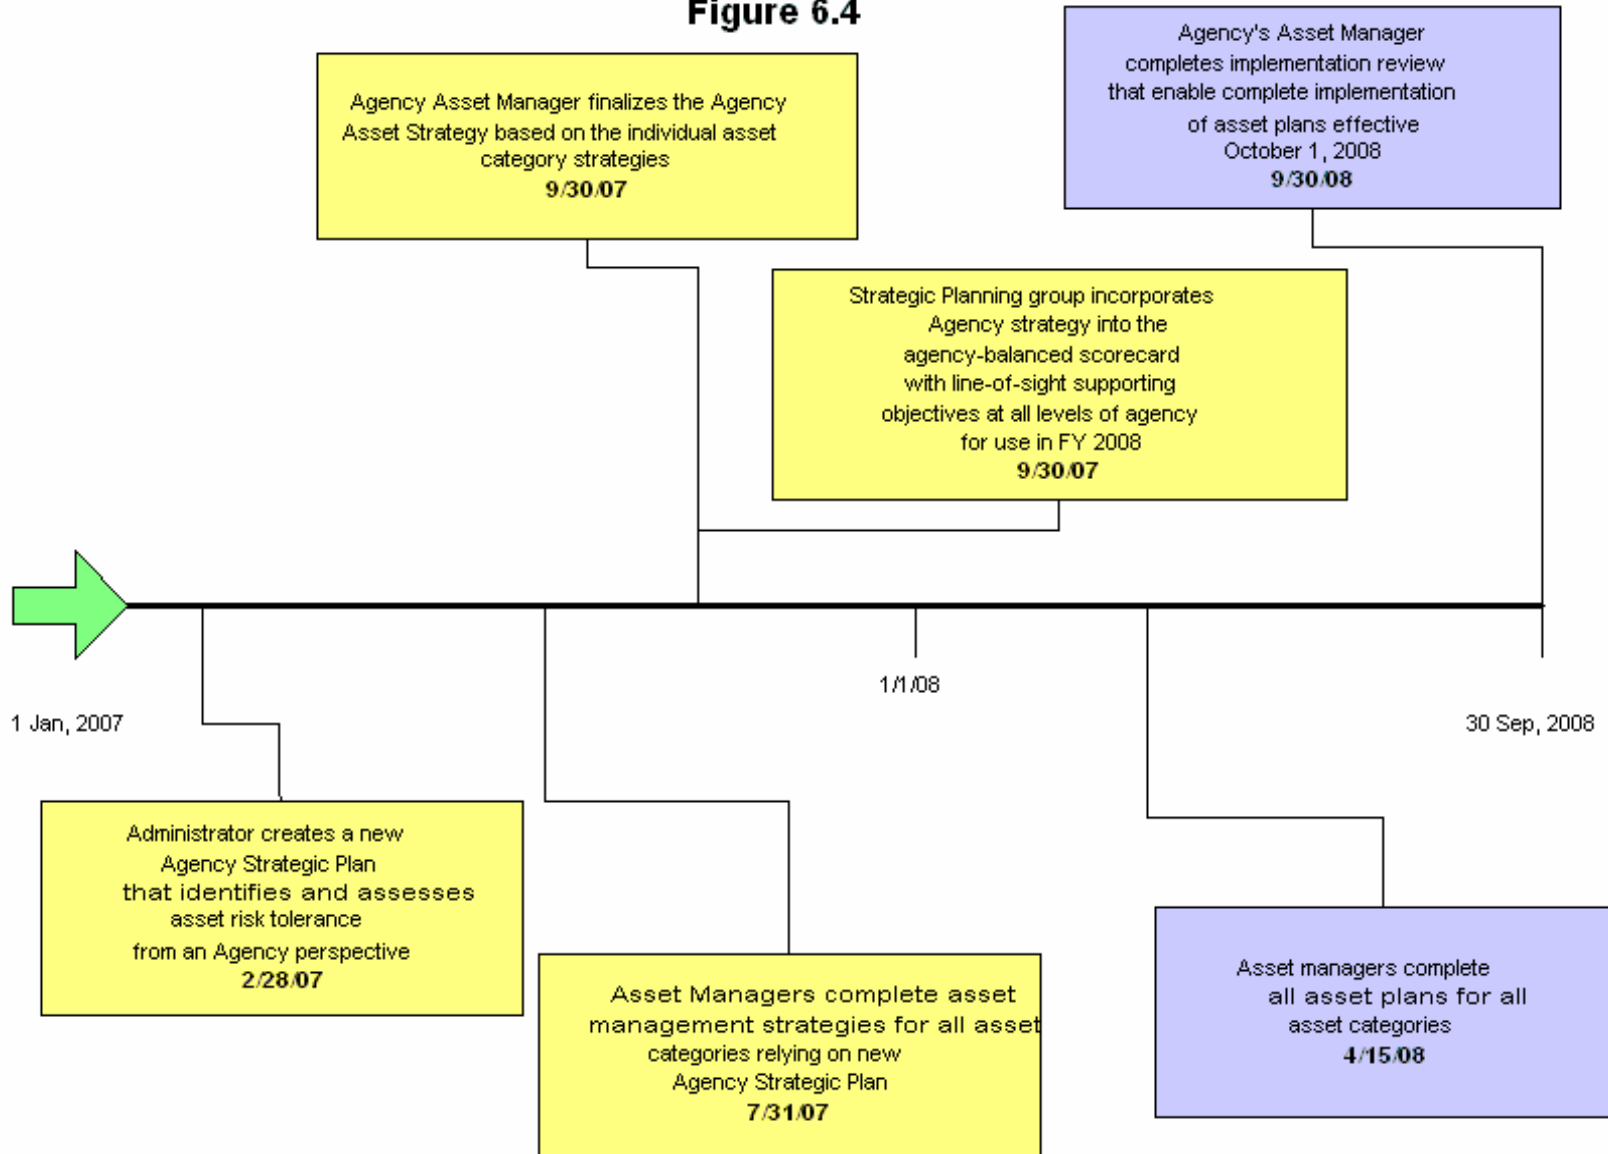 Figure 6.4
Agency Asset Manager finalizes the Agency
Asset Strategy based on the individual asset
category strategies
9/30/07
Agency's Asset Manager
completes implementation review
that enable complete implementation
of asset plans effective
October 1, 2008
9/30/08
Strategic Planning group incorporates
Agency strategy into the
agency-balanced scorecard
with line-of-sight supporting
objectives at all levels of agency
for use in FY 2008
9/30/07
1/1/08
1 Jan, 2007
30 Sep, 2008
Administrator creates a new
Agency Strategic Plan
that identifies and assesses
asset risk tolerance
from an Agency perspective
2/28/07
Asset Managers complete asset
management strategies for all asset
categories relying on new
Agency Strategic Plan
7/31/07
Asset managers complete
all asset plans for all
asset categories
4/15/08